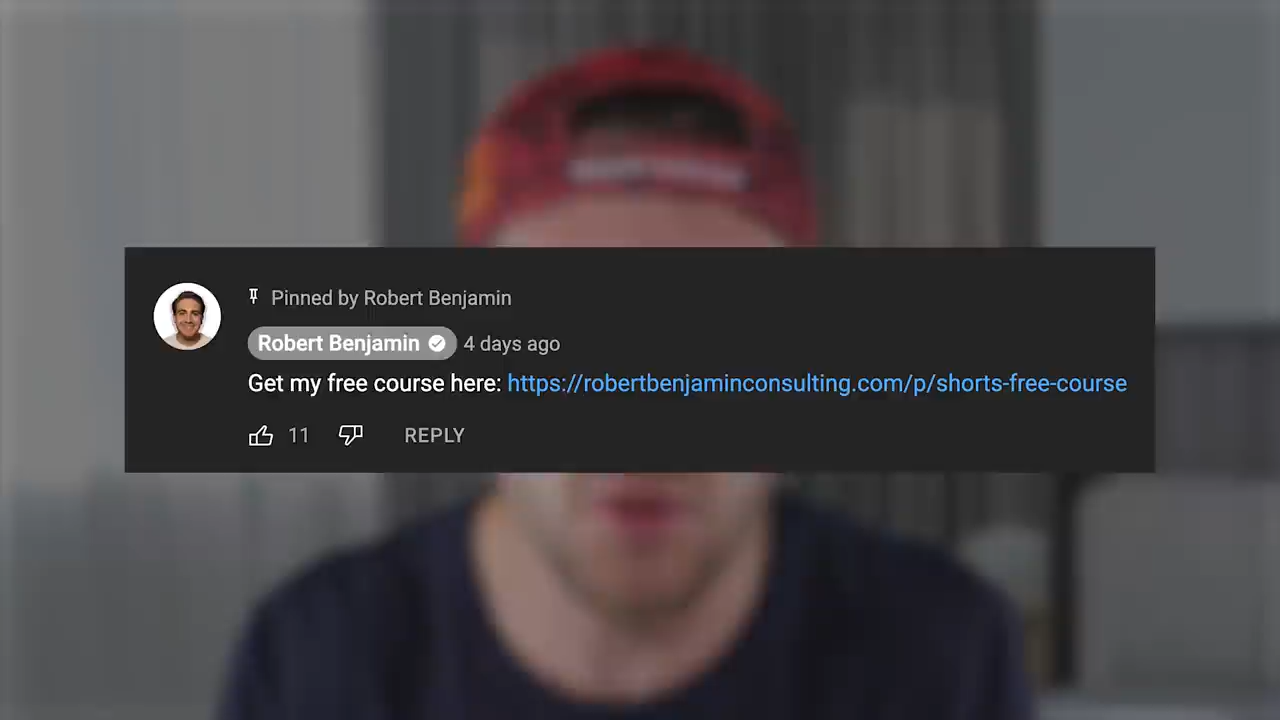 Pinned by Robert Benjamin
Robert Benjamin 4 days ago
Get my free course here: https://robertbenjaminconsulting.com/p/shorts-free-course
11 REPLY